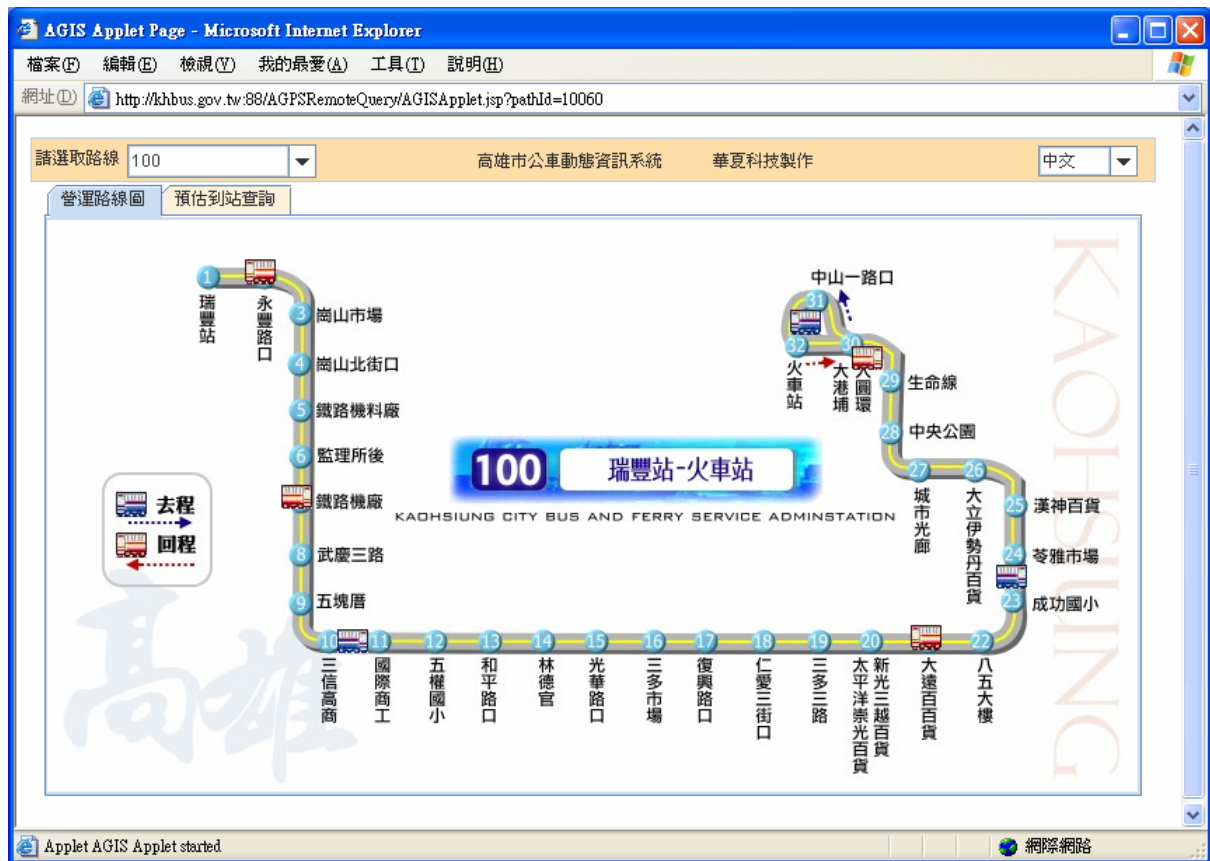 AGIS Applet Page - Microsoft Internet Explorer
檔案(F) 編輯(E) 檢視(V) 我的最愛(A) 工具(T) 說明(H)
網址(D) http://khbus.gov.tw:88/AGPSRemoteQuery/AGISApplet.jsp?pathId=10060
請選取路線 100 高雄市公車動態資訊系統 華夏科技製作 中文
營運路線圖 預估到站查詢
KAOHSIUNG
高雄
1 瑞豐站
永豐路口
3 崗山市場
4 崗山北街口
5 鐵路機料廠
6 監理所後
鐵路機廠
8 武慶三路
9 五塊厝
10 三信高商
11 國際商工
12 五權國小
13 和平路口
14 林德官
15 光華路口
16 三多市場
17 復興路口
18 仁愛三街口
19 三多三路
20 新光三越百貨
太平洋崇光百貨
大遠百百貨
22 八五大樓
23 成功國小
24 苓雅市場
25 漢神百貨
26 大立伊勢丹百貨
27 城市光廊
28 中央公園
29 生命線
30 大圓環
大港埔
31 中山一路口
32 火車站
100 瑞豐站-火車站
KAOHSIUNG CITY BUS AND FERRY SERVICE ADMINSTATION
去程
回程
Applet AGIS Applet started 網際網路